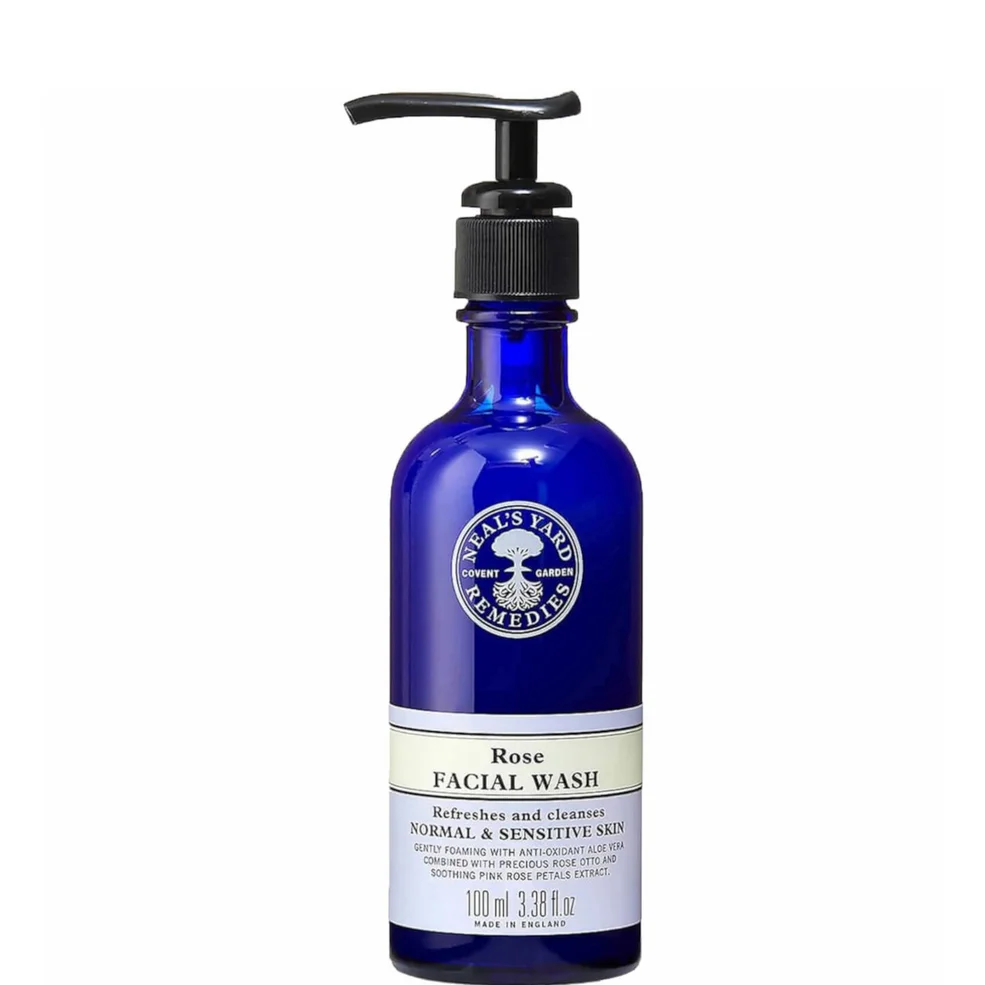 NEAL'S YARD
COVENT GARDEN
REMEDIES
Rose
FACIAL WASH
Refreshes and cleanses
NORMAL & SENSITIVE SKIN
GENTLY FOAMING WITH ANTI-OXIDANT ALOE VERA
COMBINED WITH PRECIOUS ROSE OTTO AND
SOOTHING PINK ROSE PETALS EXTRACT.
100 ml 3.38 fl.oz
MADE IN ENGLAND